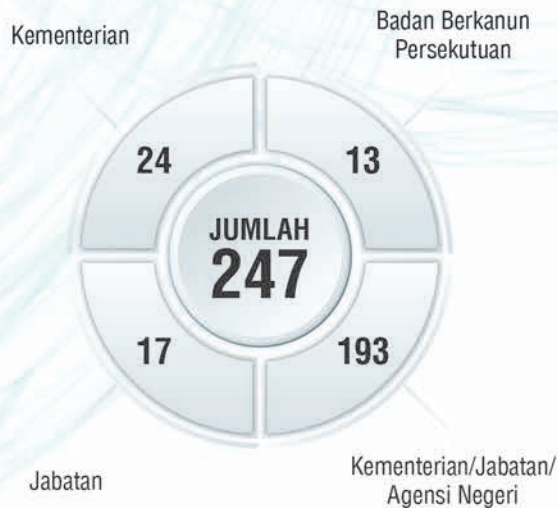 Kementerian
Badan Berkanun
Persekutuan
24
13
JUMLAH
247
17
193
Jabatan
Kementerian/Jabatan/
Agensi Negeri